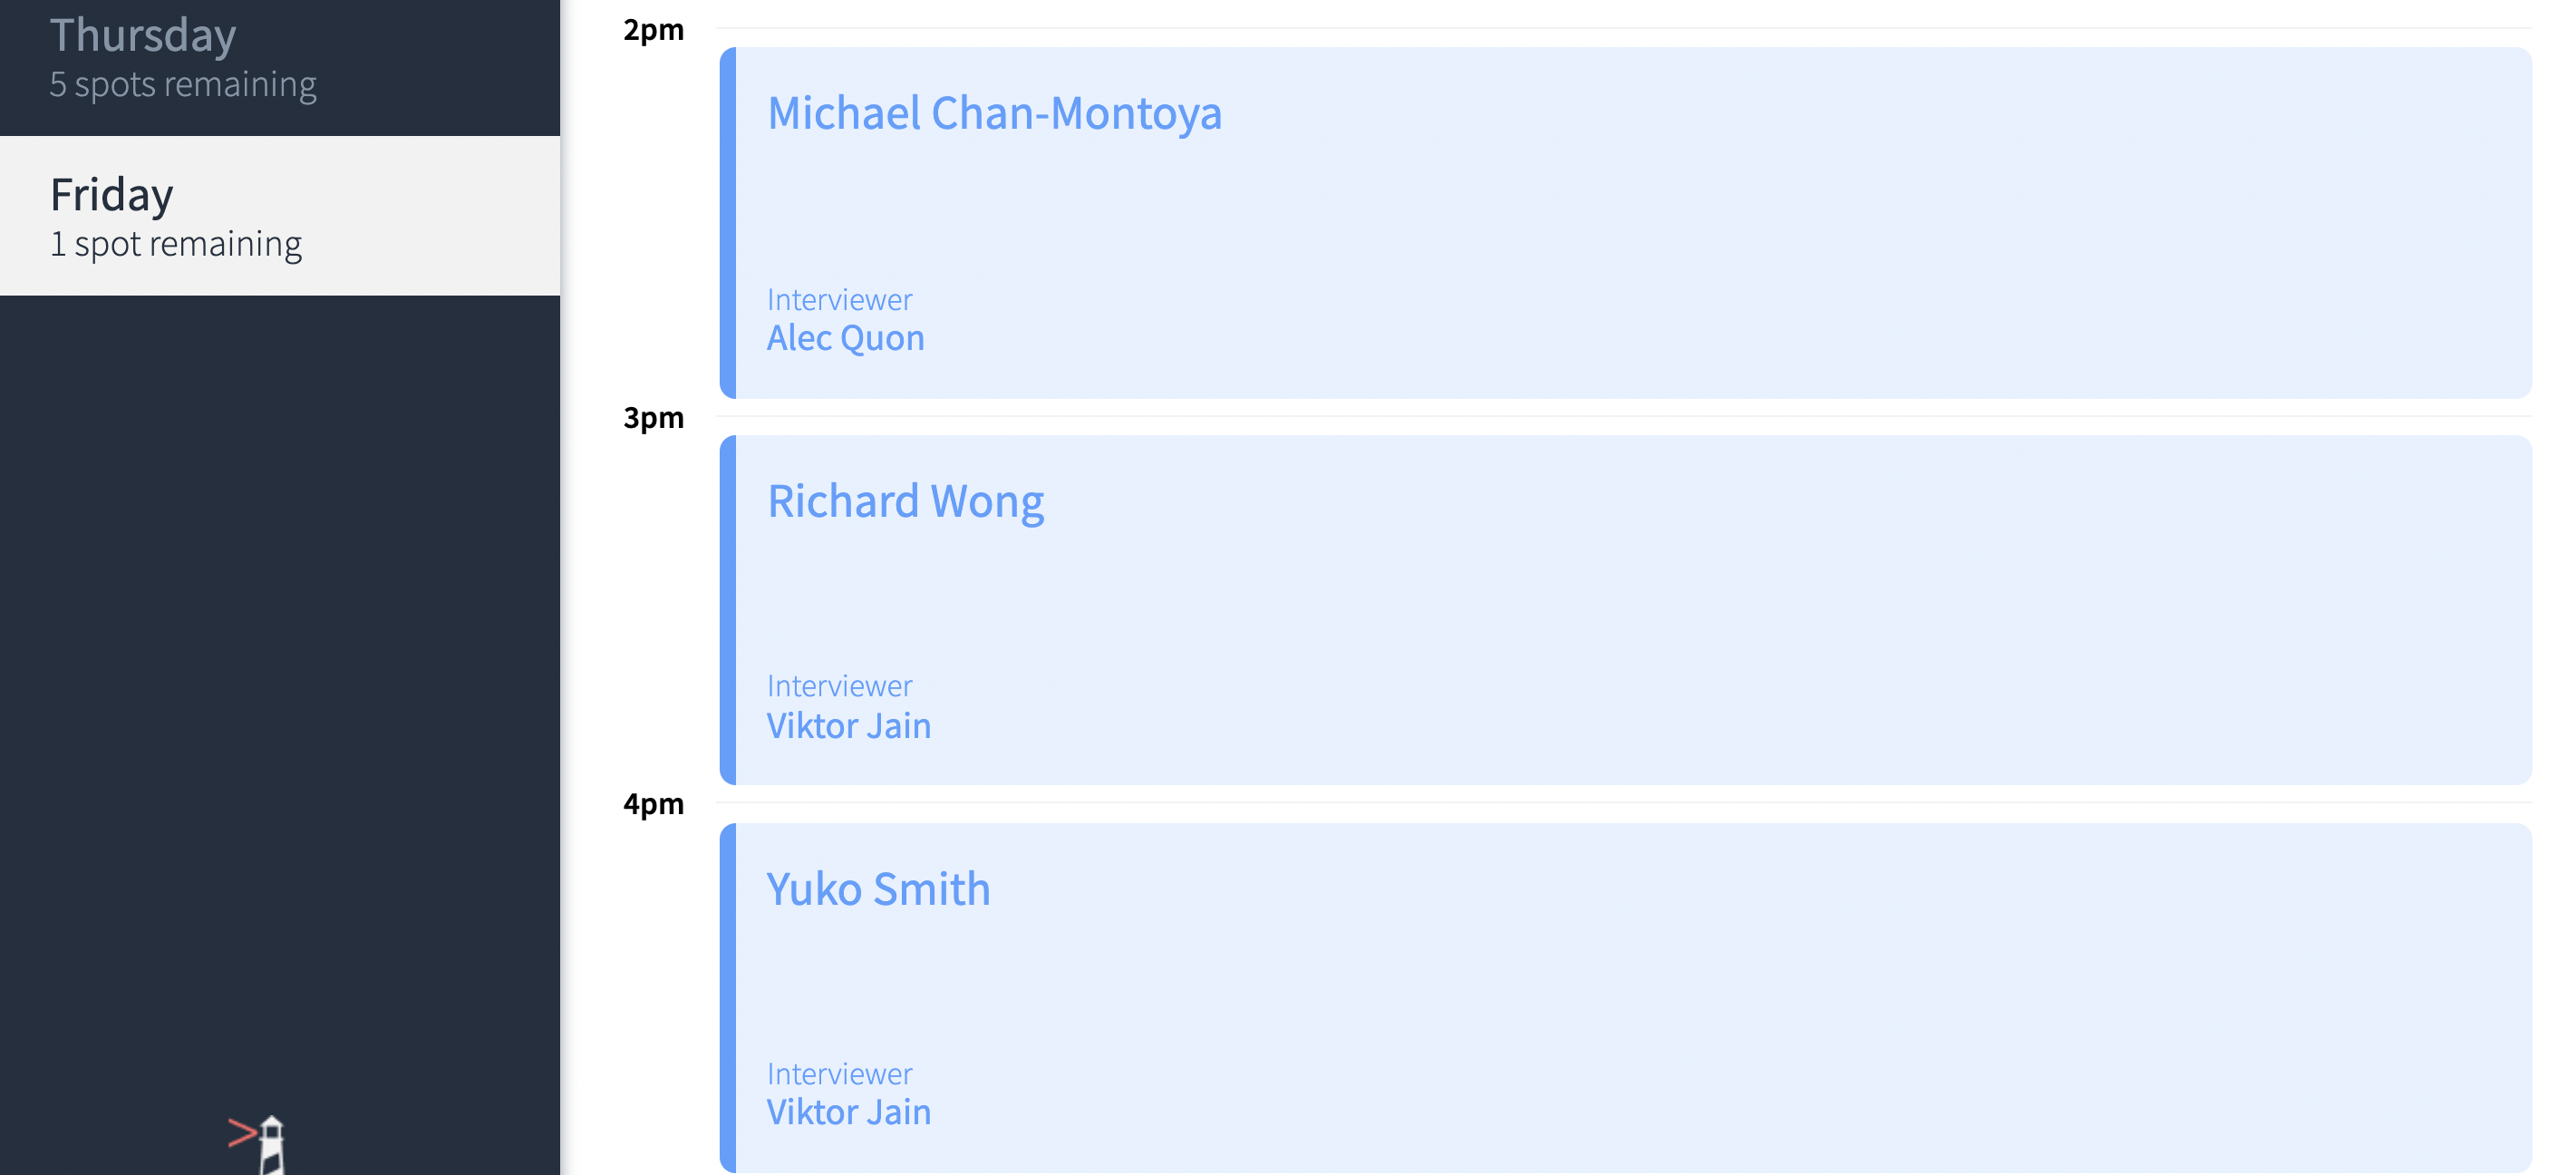 Thursday
5 spots remaining
Friday
1 spot remaining
2pm
Michael Chan-Montoya
Interviewer
Alec Quon
3pm
Richard Wong
Interviewer
Viktor Jain
4pm
Yuko Smith
Interviewer
Viktor Jain